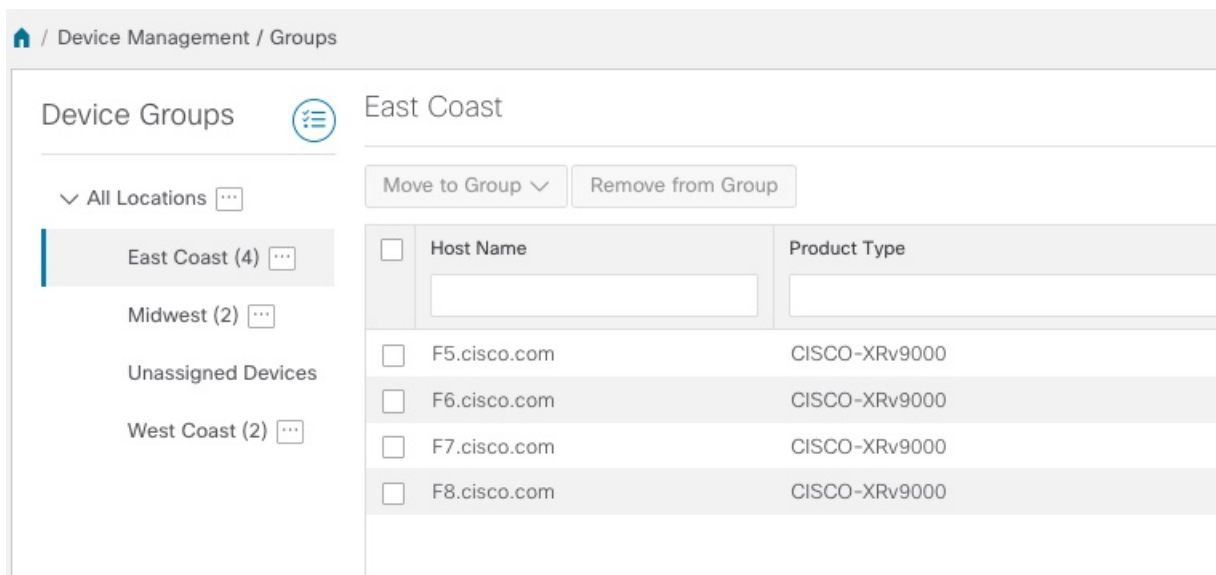 / Device Management / Groups
Device Groups
All Locations
East Coast (4)
Midwest (2)
Unassigned Devices
West Coast (2)
East Coast
Move to Group Remove from Group
Host Name Product Type
F5.cisco.com CISCO-XRv9000
F6.cisco.com CISCO-XRv9000
F7.cisco.com CISCO-XRv9000
F8.cisco.com CISCO-XRv9000